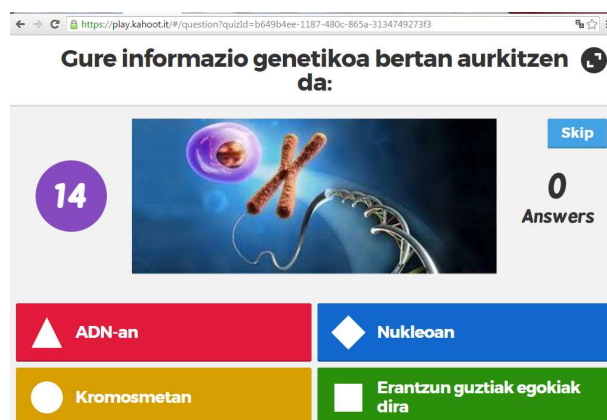 https://play.kahoot.it/#/question?quizId=b649b4ee-1187-480c-865a-3134749273f3
Gure informazio genetikoa bertan aurkitzen
da:
Skip
14
0
Answers
ADN-an
Nukleoan
Kromosmetan
Erantzun guztiak egokiak
dira